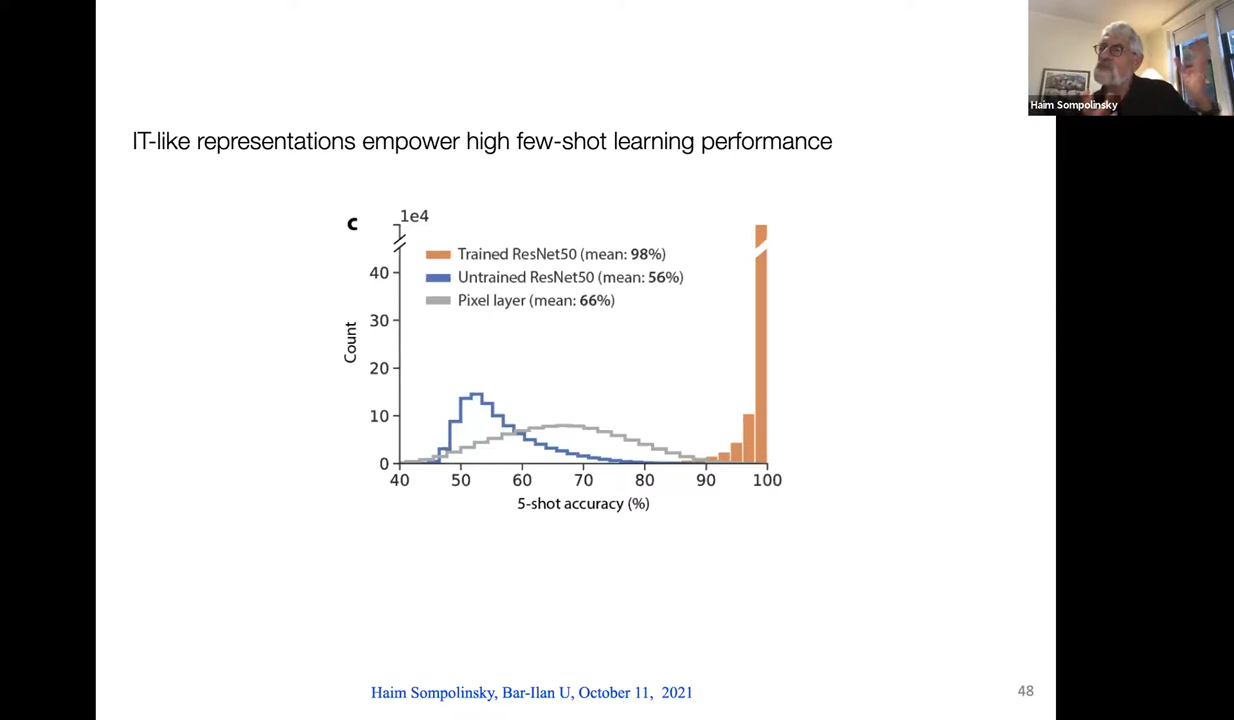 Haim Sompolinsky
IT-like representations empower high few-shot learning performance
c
1e4
Trained ResNet50 (mean: 98%)
Untrained ResNet50 (mean: 56%)
Pixel layer (mean: 66%)
40
30
20
10
0
Count
40 50 60 70 80 90 100
5-shot accuracy (%)
Haim Sompolinsky, Bar-Ilan U, October 11, 2021
48